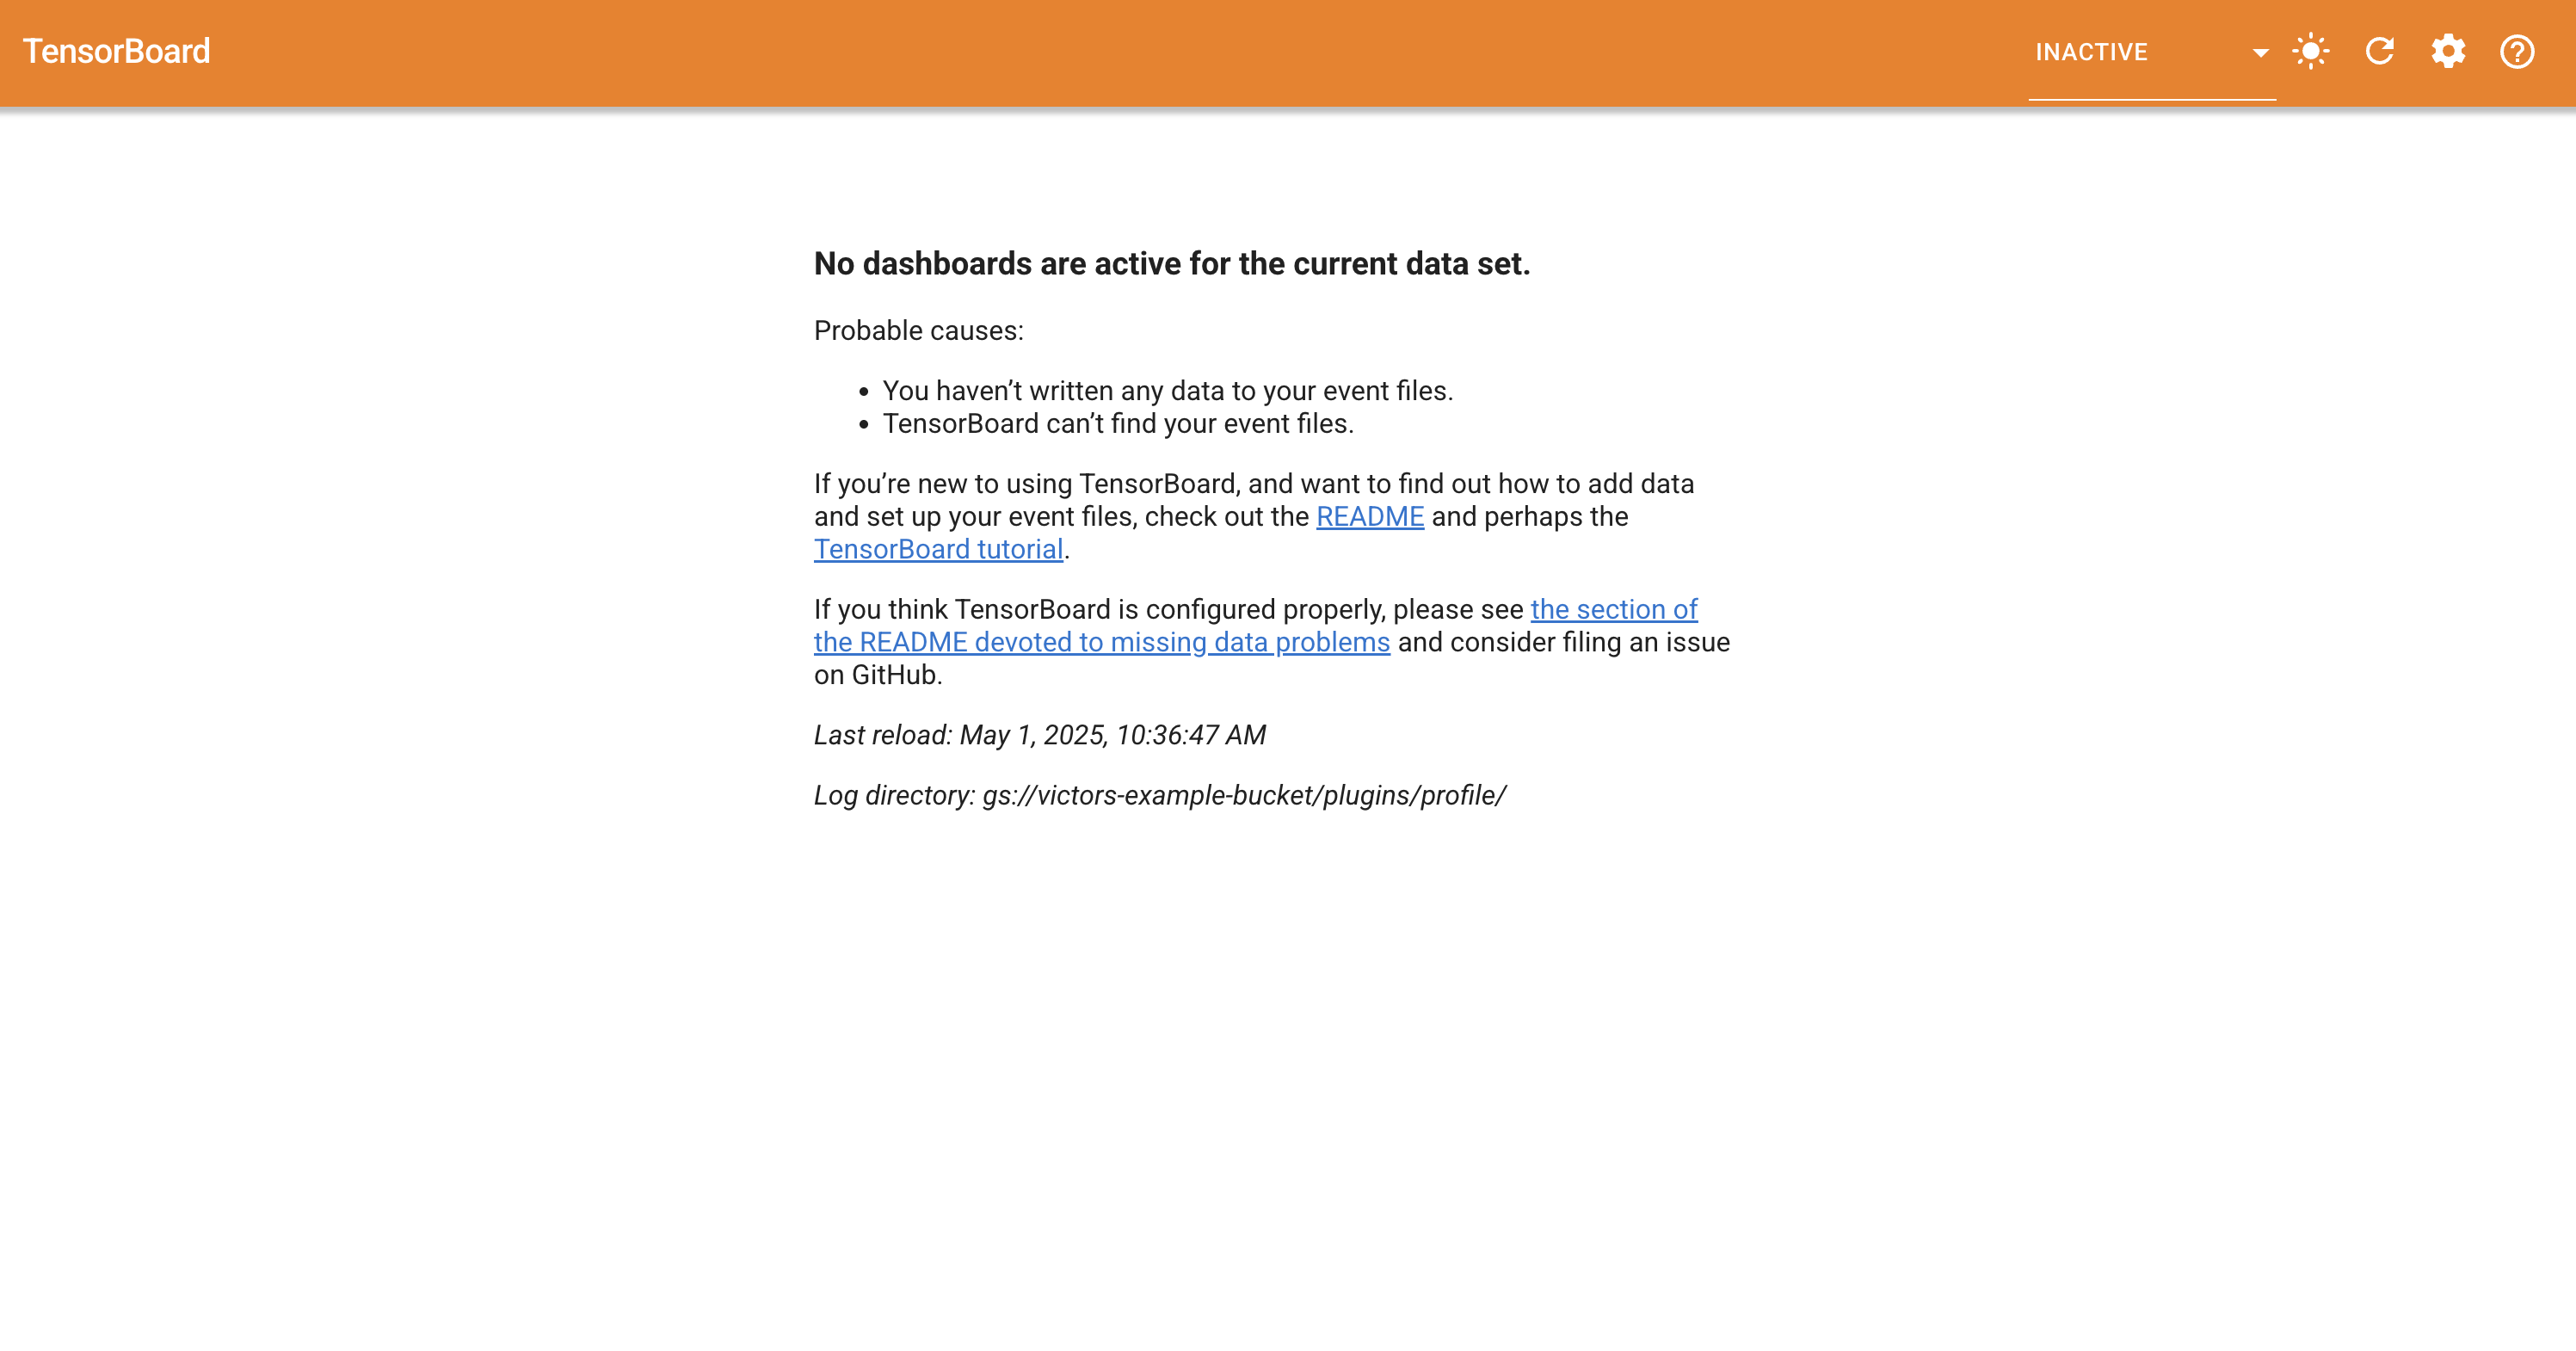 TensorBoard
INACTIVE
No dashboards are active for the current data set.
Probable causes:
• You haven’t written any data to your event files.
• TensorBoard can’t find your event files.
If you’re new to using TensorBoard, and want to find out how to add data
and set up your event files, check out the README and perhaps the
TensorBoard tutorial.
If you think TensorBoard is configured properly, please see the section of
the README devoted to missing data problems and consider filing an issue
on GitHub.
Last reload: May 1, 2025, 10:36:47 AM
Log directory: gs://victors-example-bucket/plugins/profile/